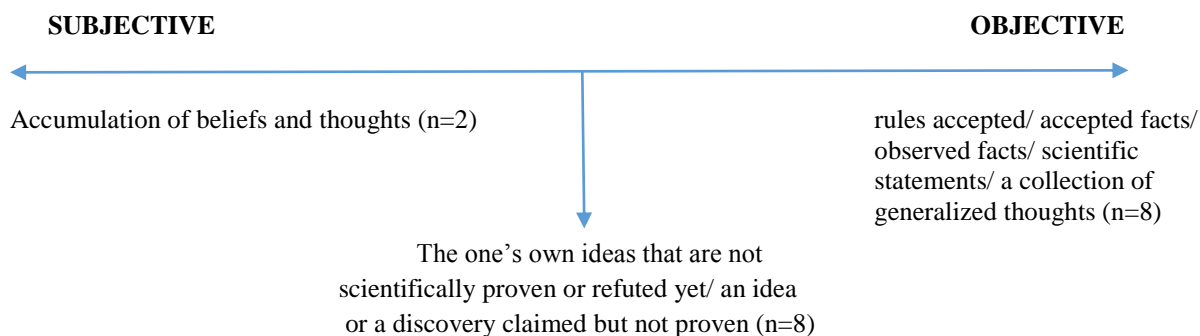 SUBJECTIVE
OBJECTIVE
Accumulation of beliefs and thoughts (n=2)
rules accepted/ accepted facts/
observed facts/ scientific
statements/ a collection of
generalized thoughts (n=8)
The one’s own ideas that are not
scientifically proven or refuted yet/ an idea
or a discovery claimed but not proven (n=8)